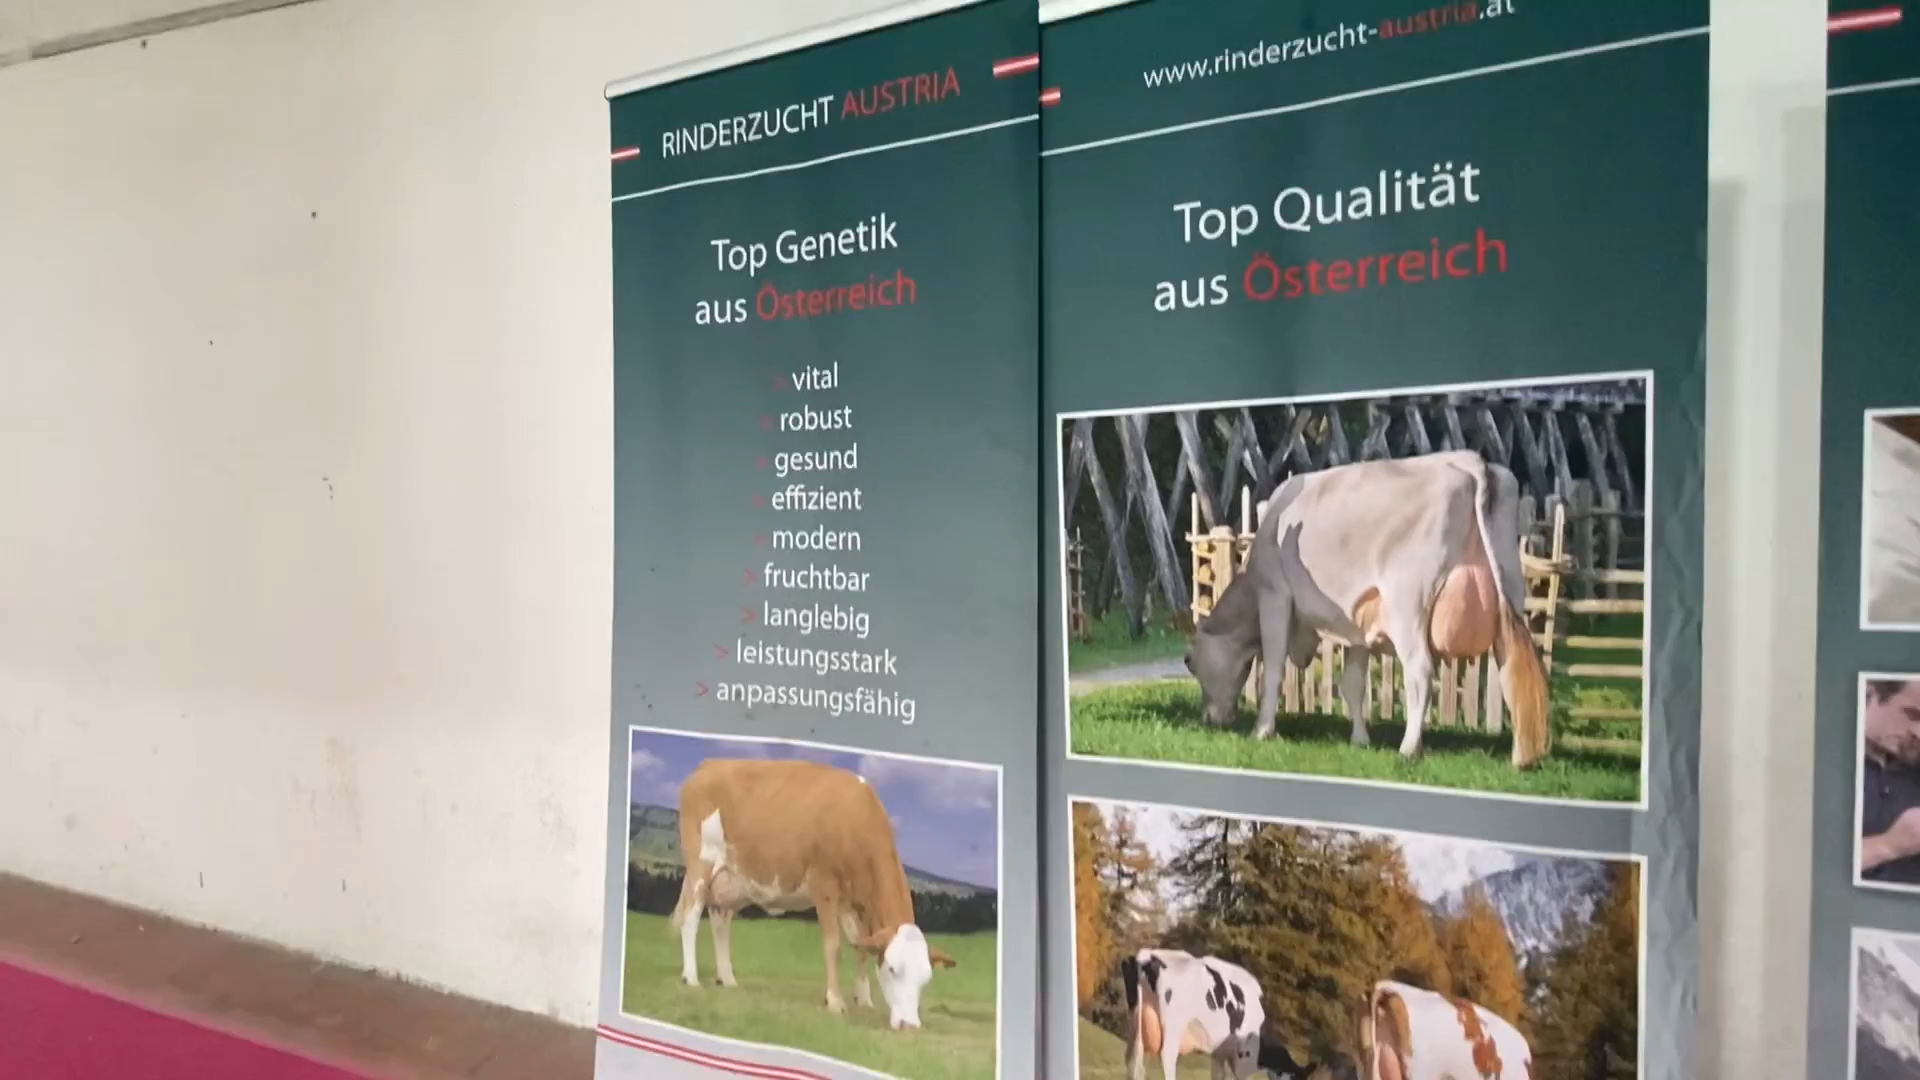 RINDERZUCHT AUSTRIA
Top Genetik
aus Österreich
> vital
> robust
> gesund
> effizient
> modern
> fruchtbar
> langlebig
> leistungsstark
> anpassungsfähig
www.rinderzucht-austria.at
Top Qualität
aus Österreich